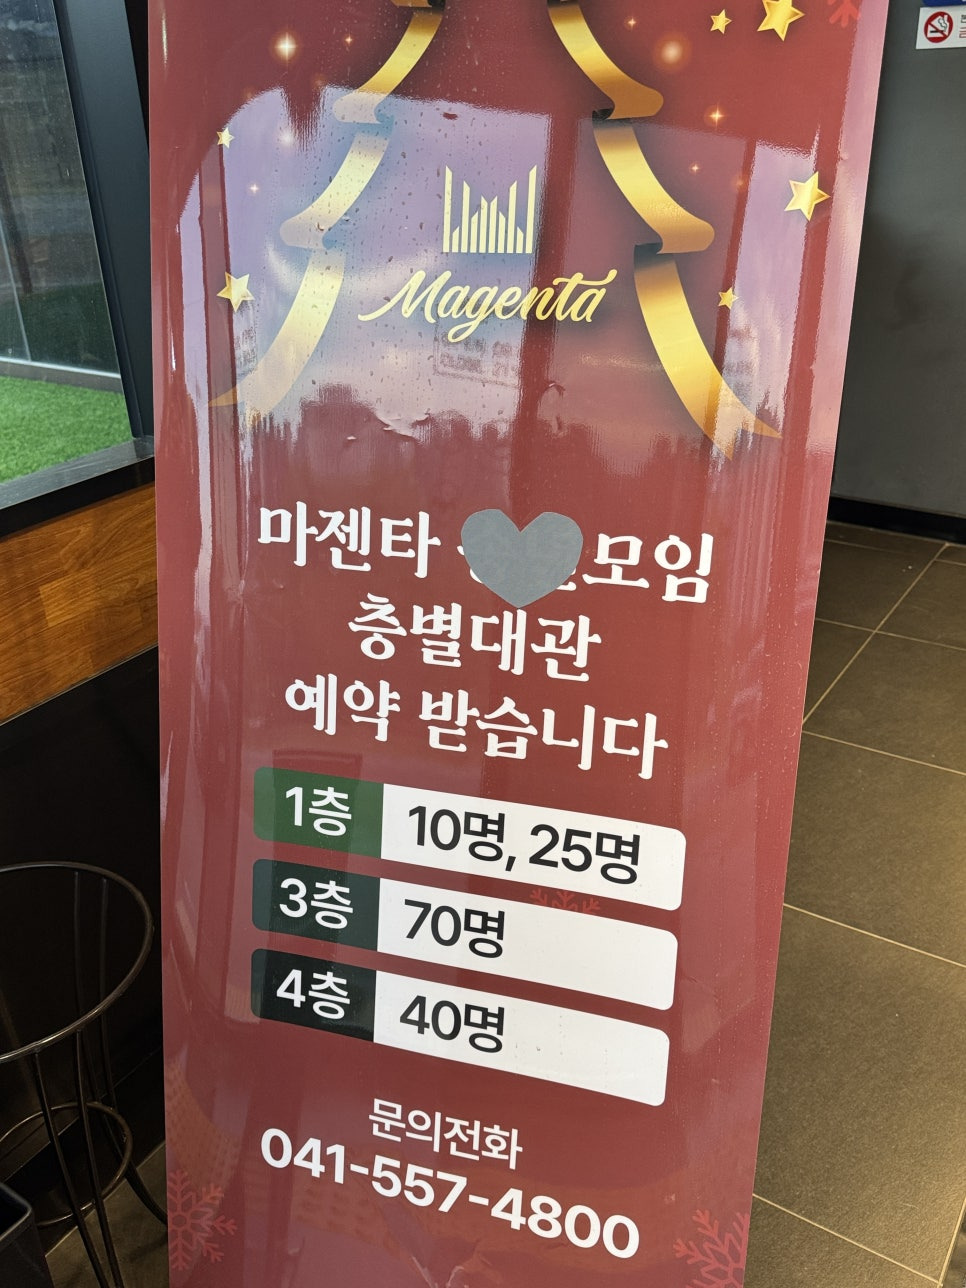 Magenta
마젠타 모임
층별대관
예약 받습니다
1층 10명, 25명
3층 70명
4층 40명
문의전화
041-557-4800